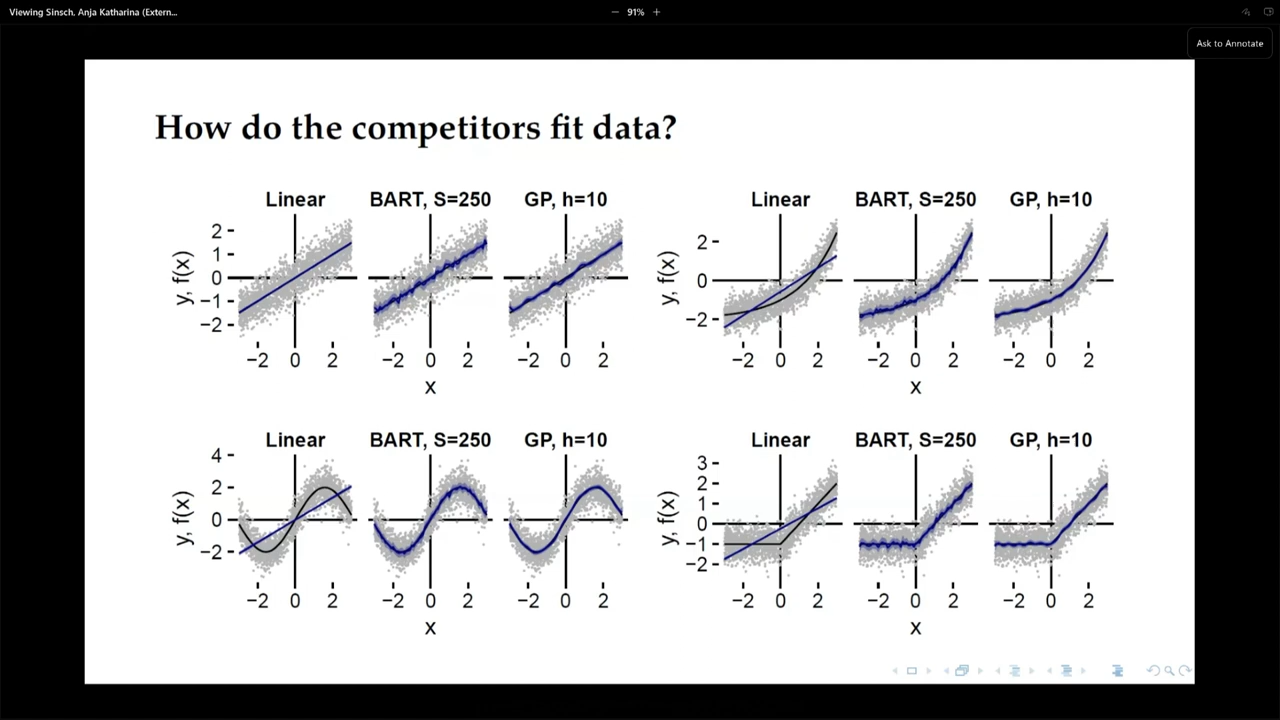 Viewing Sinsch, Anja Katharina (Extern...
91%
Ask to Annotate
How do the competitors fit data?
Linear BART, S=250 GP, h=10
y, f(x)
2
1
0
−1
−2
−2 0 2 −2 0 2 −2 0 2
x
Linear BART, S=250 GP, h=10
y, f(x)
2
0
−2
−2 0 2 −2 0 2 −2 0 2
x
Linear BART, S=250 GP, h=10
y, f(x)
4
2
0
−2
−2 0 2 −2 0 2 −2 0 2
x
Linear BART, S=250 GP, h=10
y, f(x)
3
2
1
0
−1
−2
−2 0 2 −2 0 2 −2 0 2
x